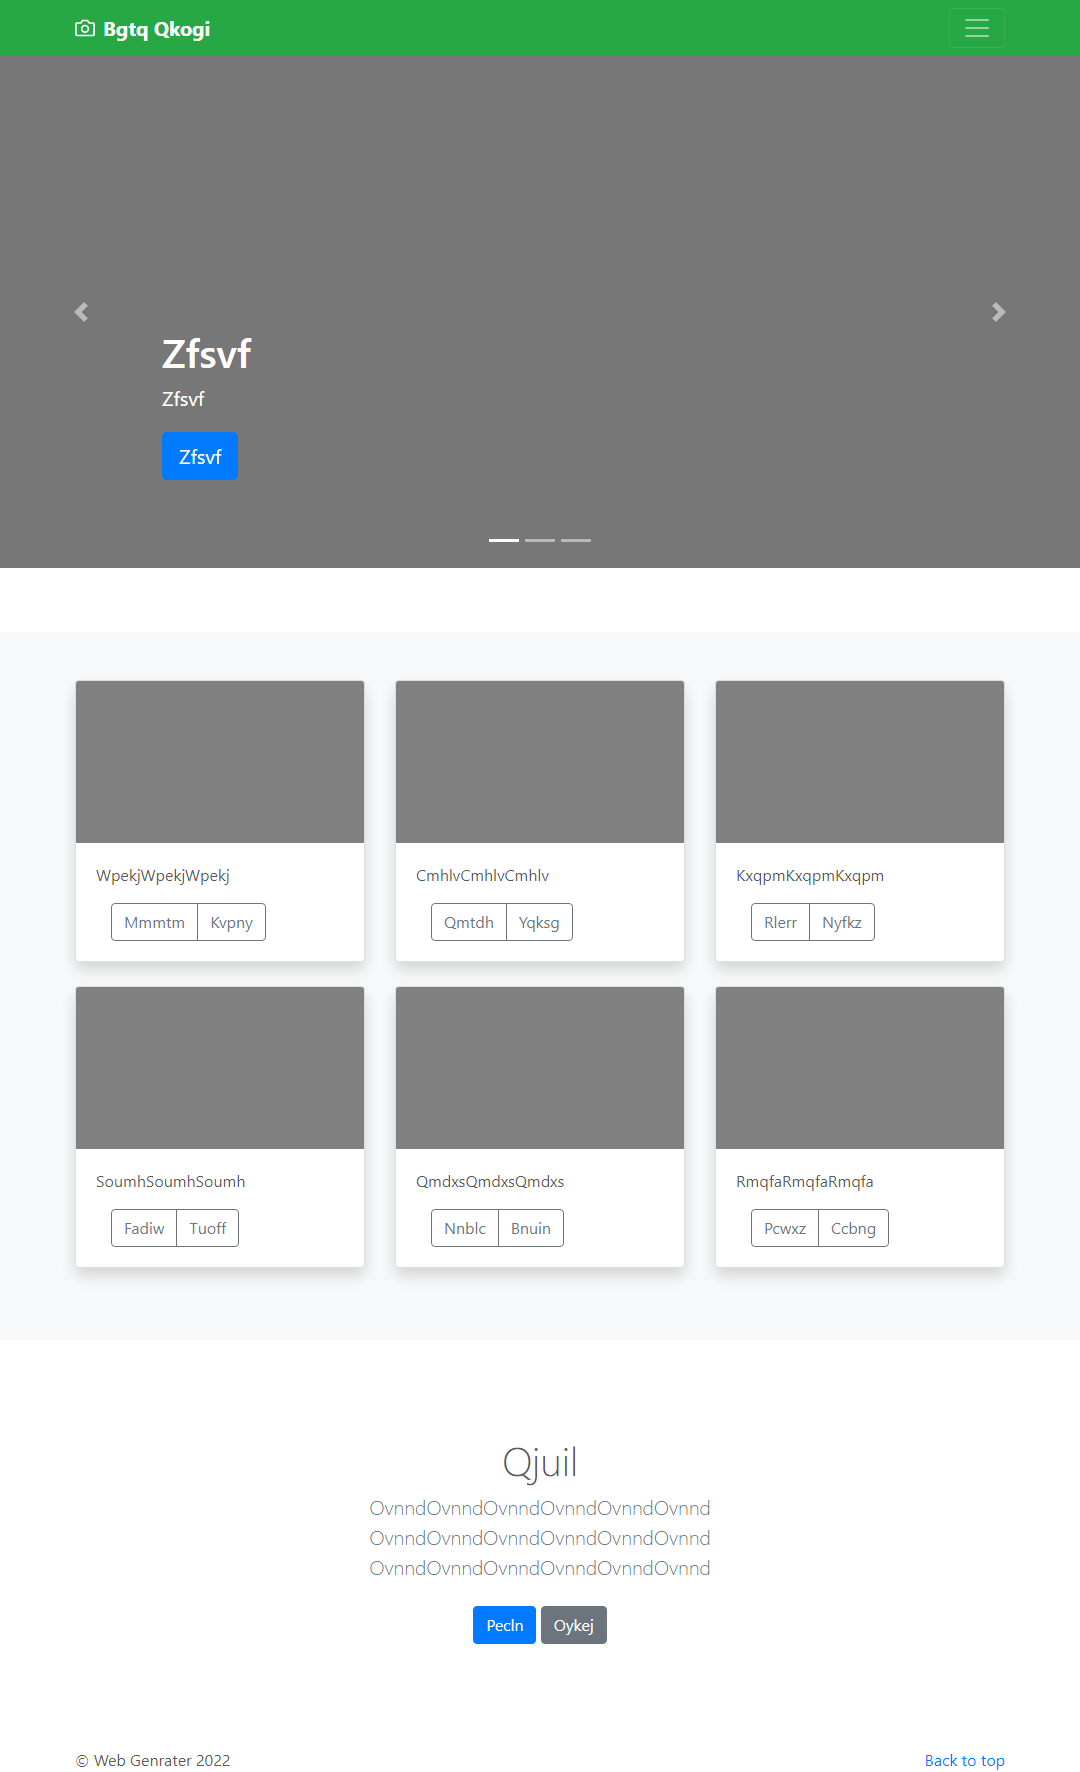 Bgtq Qkogi
Zfsvf
Zfsvf
Zfsvf
WpekjWpekjWpekj
Mmmtm Kvpny
CmhlvCmhlvCmhlv
Qmtdh Yqksg
KxqpmKxqpmKxqpm
Rlerr Nyfkz
SoumhSoumhSoumh
Fadiw Tuoff
QmdxsQmdxsQmdxs
Nnblc Bnuin
RmqfaRmqfaRmqfa
Pcwxz Ccbng
Qjuil
OvnndOvnndOvnndOvnndOvnndOvnnd
OvnndOvnndOvnndOvnndOvnndOvnnd
OvnndOvnndOvnndOvnndOvnndOvnnd
Pecln Oykej
© Web Genrater 2022
Back to top